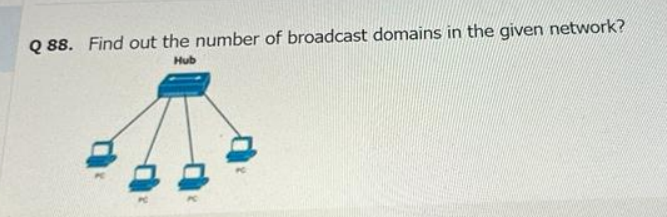 Q 88. Find out the number of broadcast domains in the given network?
Hub
PC
PC
PC
PC